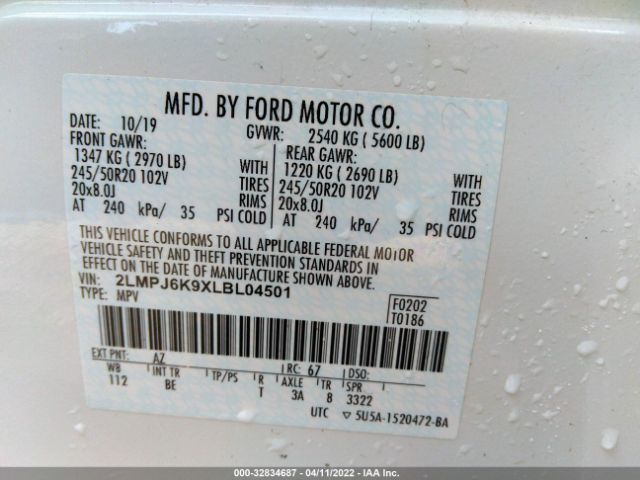 MFD. BY FORD MOTOR CO.
DATE: 10/19 GVWR: 2540 KG ( 5600 LB)
FRONT GAWR: REAR GAWR:
1347 KG ( 2970 LB) WITH 1220 KG ( 2690 LB) WITH
245/50R20 102V TIRES 245/50R20 102V TIRES
20x8.0J RIMS 20x8.0J RIMS
AT 240 kPa/ 35 PSI COLD AT 240 kPa/ 35 PSI COLD
THIS VEHICLE CONFORMS TO ALL APPLICABLE FEDERAL MOTOR
VEHICLE SAFETY AND THEFT PREVENTION STANDARDS IN
EFFECT ON THE DATE OF MANUFACTURE SHOWN ABOVE.
VIN: 2LMPJ6K9XLBL04501
TYPE: MPV
F0202
T0186
EXT PNT: AZ RC: 67 DSO:
WB INT TR TP/PS R AXLE TR SPR
112 BE T 3A 8 3322
UTC ▽ 5U5A-1520472-BA
000-32834687 - 04/11/2022 - IAA Inc.